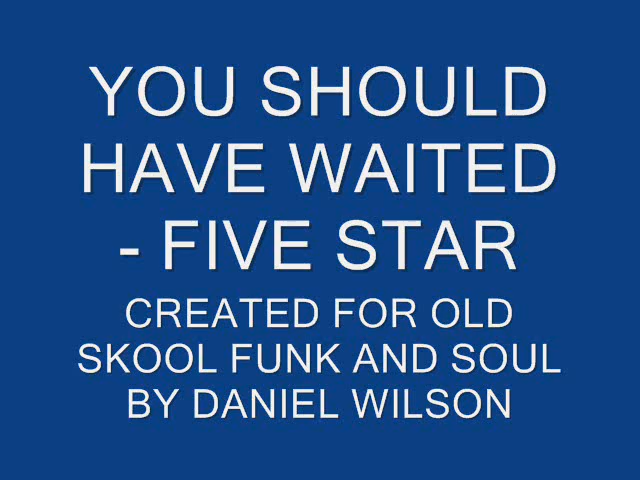 YOU SHOULD
HAVE WAITED
- FIVE STAR
CREATED FOR OLD
SKOOL FUNK AND SOUL
BY DANIEL WILSON